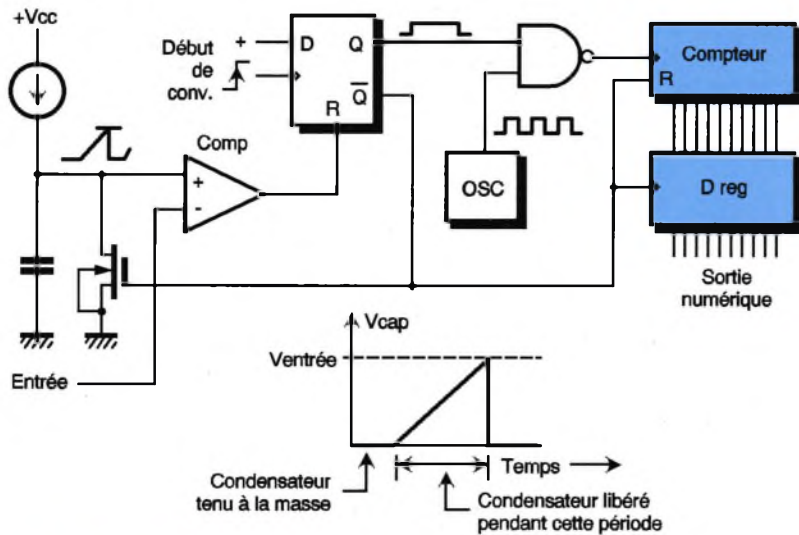 +Vcc
Début
de
conv.
+
D
Q
Q
R
Compteur
R
Comp
+
-
OSC
D reg
Sortie
numérique
Vcap
Ventrée
Entrée
Temps
Condensateur
tenu à la masse
Condensateur libéré
pendant cette période